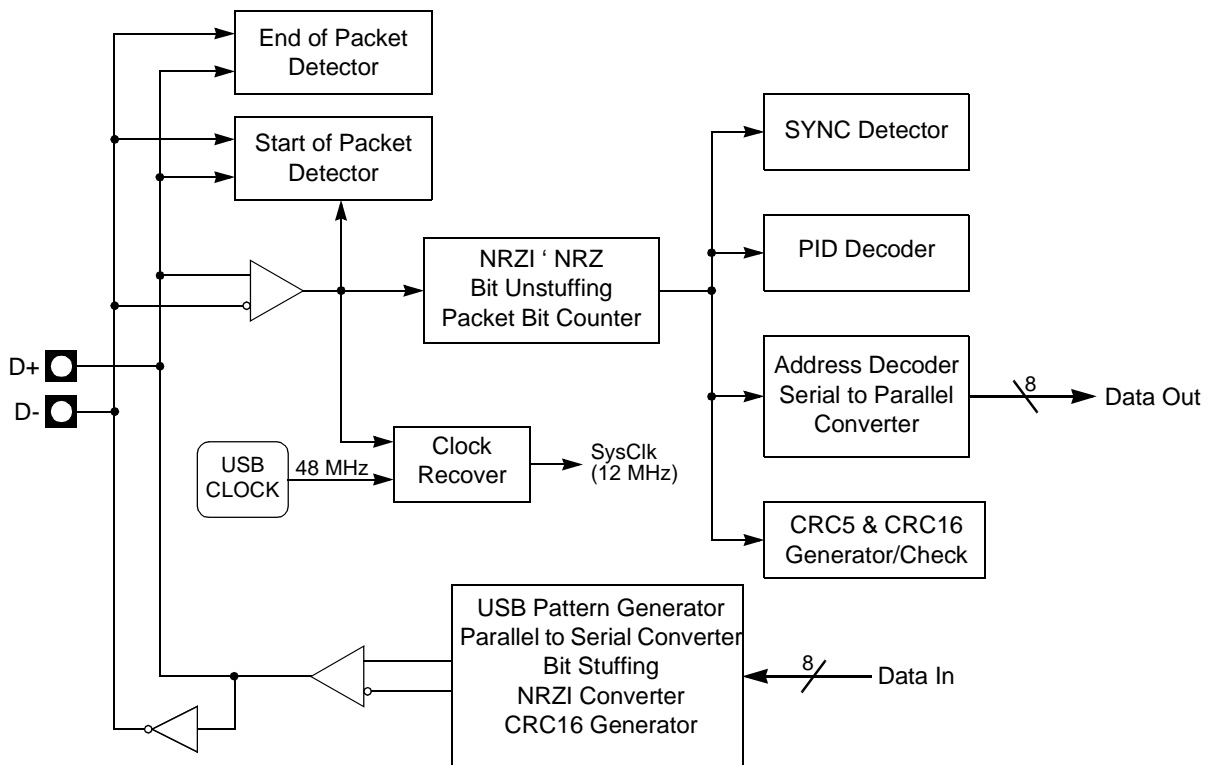 End of Packet
Detector
Start of Packet
Detector
SYNC Detector
PID Decoder
NRZI ‘ NRZ
Bit Unstuffing
Packet Bit Counter
D+
D-
Address Decoder
Serial to Parallel
Converter
8
Data Out
USB
CLOCK
48 MHz
Clock
Recover
SysClk
(12 MHz)
CRC5 & CRC16
Generator/Check
USB Pattern Generator
Parallel to Serial Converter
Bit Stuffing
NRZI Converter
CRC16 Generator
8
Data In